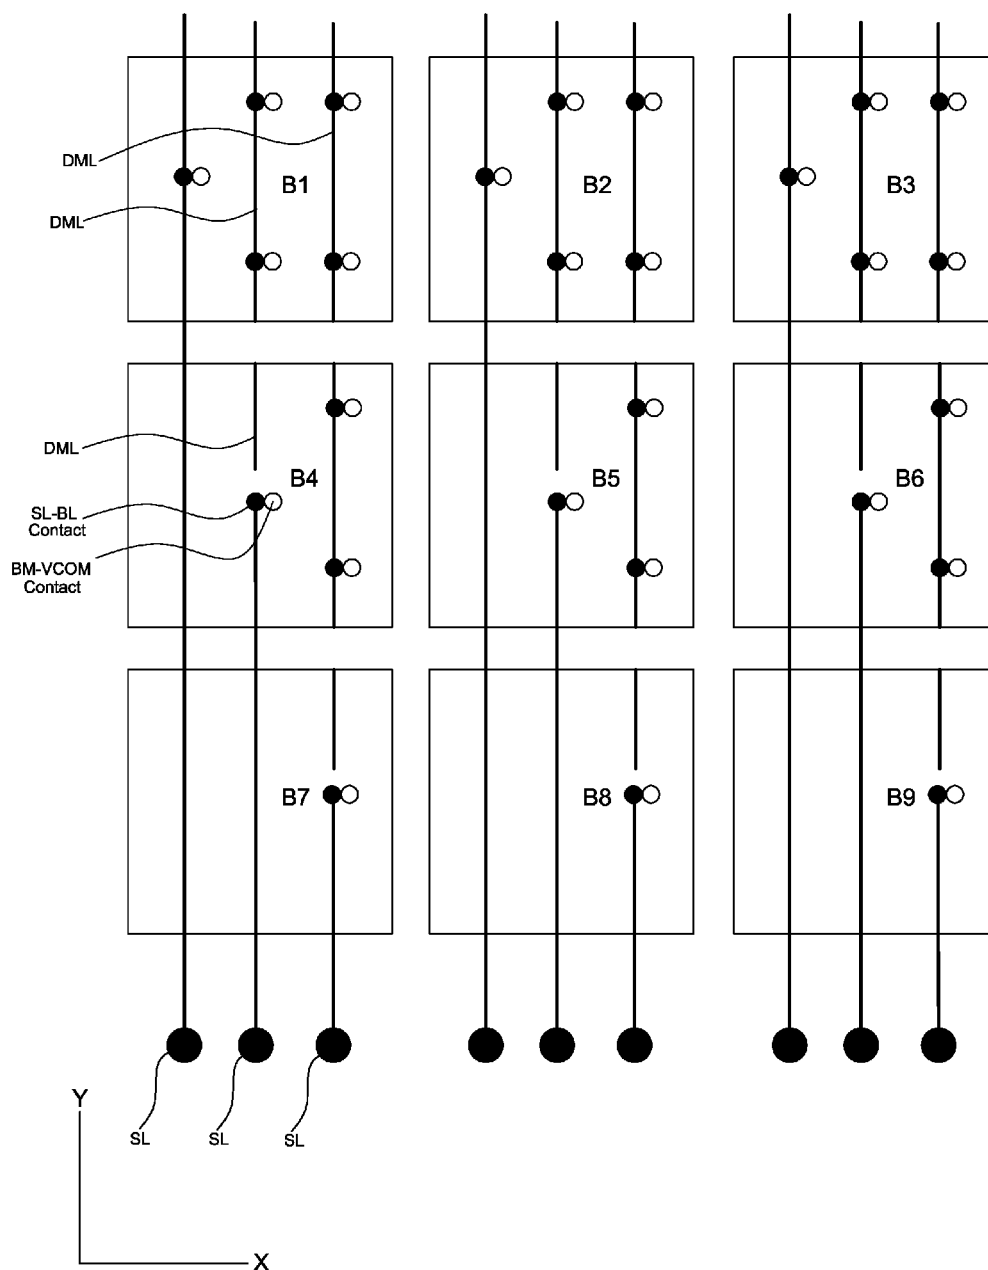 DML
B1
B2
B3
DML
DML
B4
B5
B6
SL-BL
Contact
BM-VCOM
Contact
B7
B8
B9
SL
SL
SL
Y
X